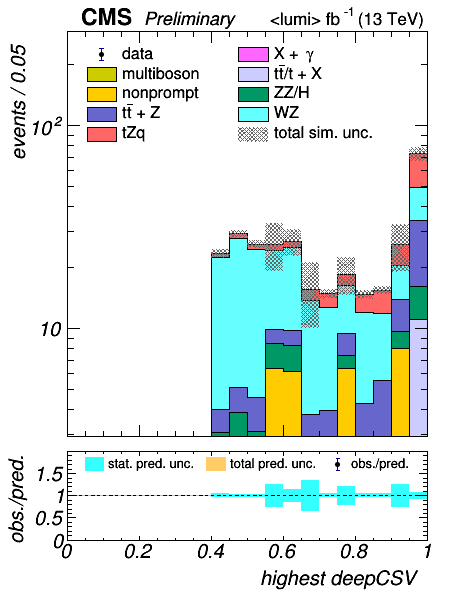 CMS Preliminary <lumi> fb⁻¹ (13 TeV)
events / 0.05
data
multiboson
nonprompt
tt̄ + Z
tZq
X + γ
tt̄/t + X
ZZ/H
WZ
total sim. unc.
10²
10
obs./pred.
stat. pred. unc. total pred. unc. obs./pred.
1.5
1
0.5
0
0 0.2 0.4 0.6 0.8 1
highest deepCSV